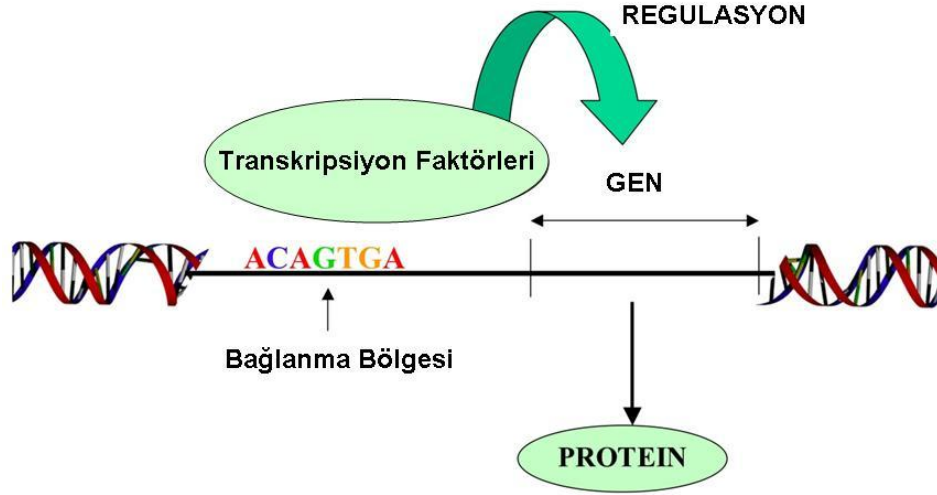 REGULASYON
Transkripsiyon Faktörleri
GEN
ACAGTGA
Bağlanma Bölgesi
PROTEIN